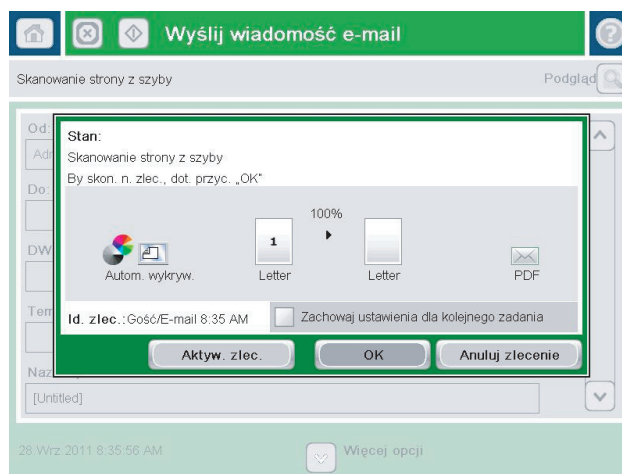 Wyślij wiadomość e-mail
Skanowanie strony z szyby
Podgląd
Od:
Stan:
Adr
Skanowanie strony z szyby
By skon. n. zlec., dot. przyc. „OK"
Do:
100%
1
DW
Autom. wykryw.
Letter
Letter
PDF
Tem
Id. zlec.:Gość/E-mail 8:35 AM
Zachowaj ustawienia dla kolejnego zadania
Aktyw. zlec.
OK
Anuluj zlecenie
Naz
[Untitled]
28.Wrz.2011 8:35:56 AM
Więcej opcji